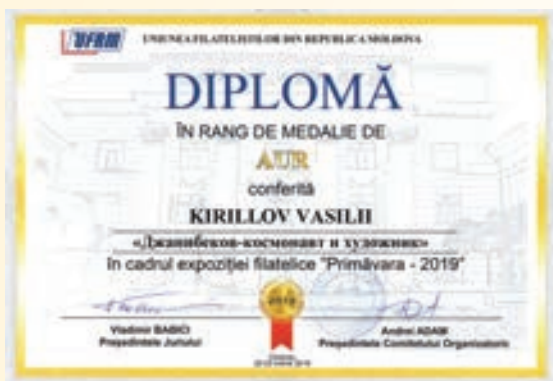 UFRM
UNIUNEA FILATELIȘTILOR DIN REPUBLICA MOLDOVA
DIPLOMĂ
ÎN RANG DE MEDALIE DE
AUR
conferită
KIRILLOV VASILII
«Джанибеков-космонавт и художник»
în cadrul expoziției filatelice "Primăvara - 2019"
2019
Vladimir BABICI
Președintele Juriului
Andrei ADAM
Președintele Comitetului Organizatoric